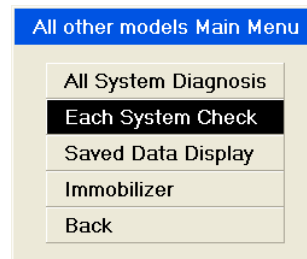 All other models Main Menu
All System Diagnosis
Each System Check
Saved Data Display
Immobilizer
Back